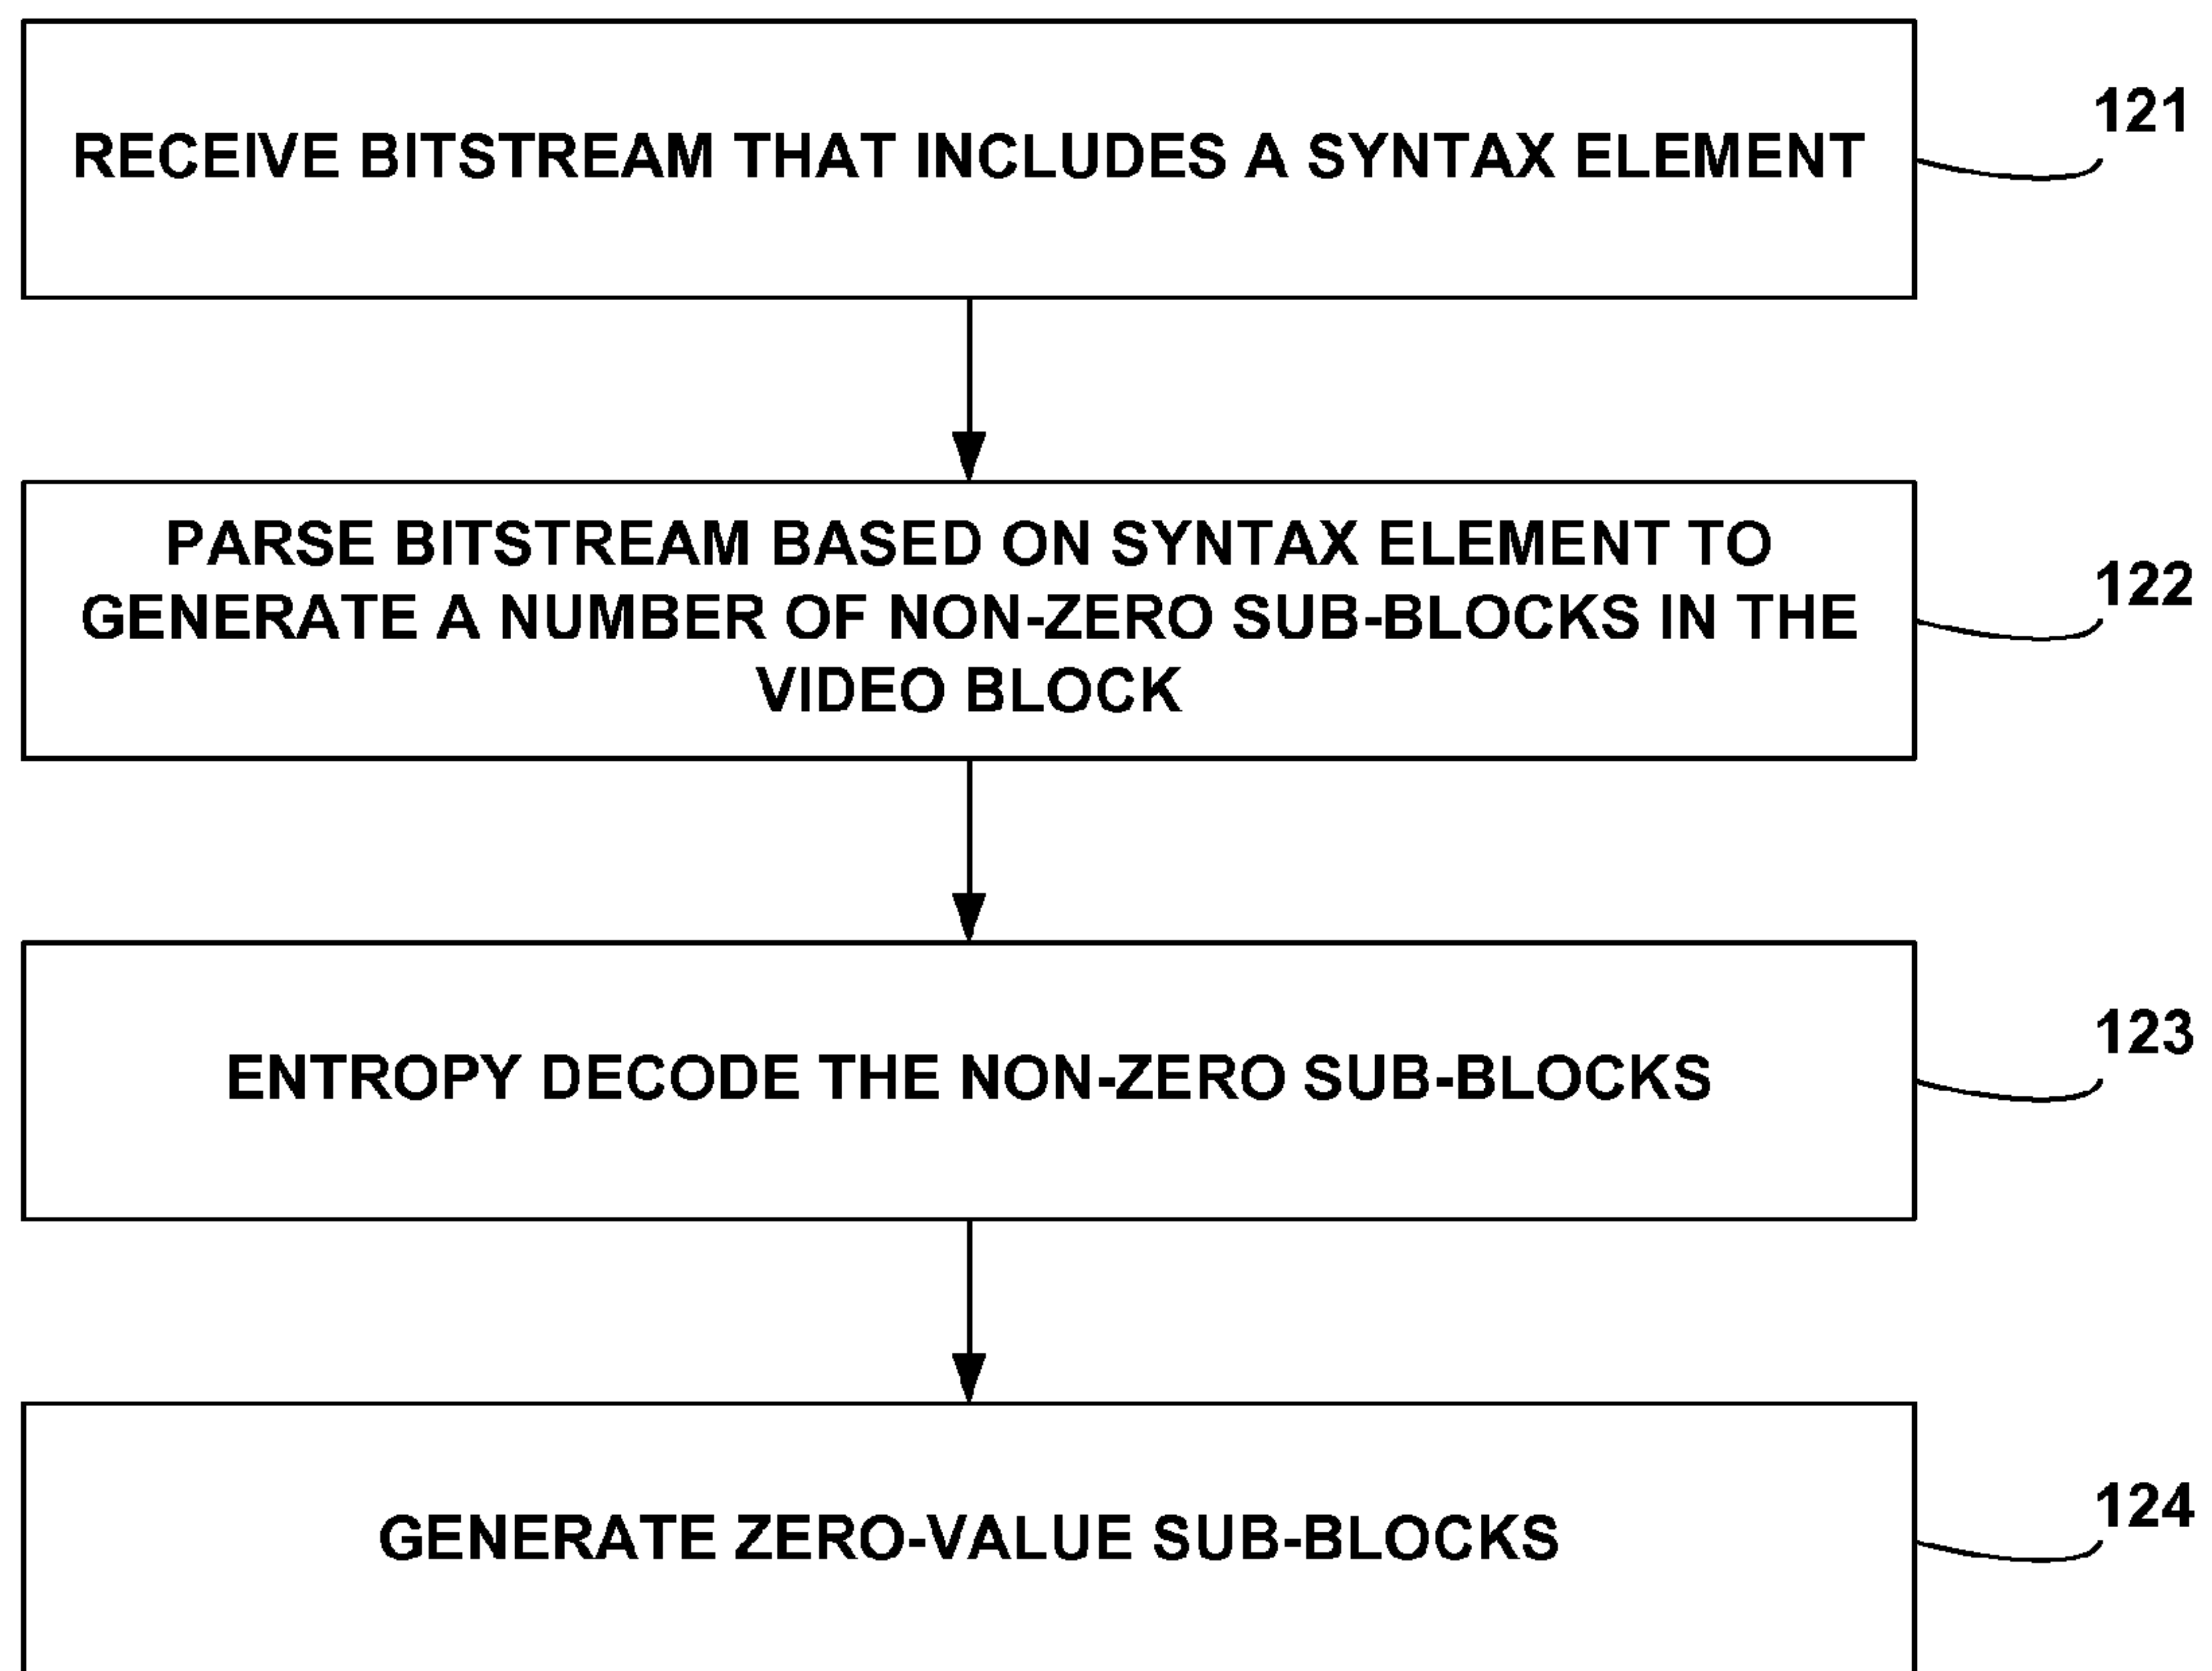 RECEIVE BITSTREAM THAT INCLUDES A SYNTAX ELEMENT
121
PARSE BITSTREAM BASED ON SYNTAX ELEMENT TO
GENERATE A NUMBER OF NON-ZERO SUB-BLOCKS IN THE
VIDEO BLOCK
122
ENTROPY DECODE THE NON-ZERO SUB-BLOCKS
123
GENERATE ZERO-VALUE SUB-BLOCKS
124